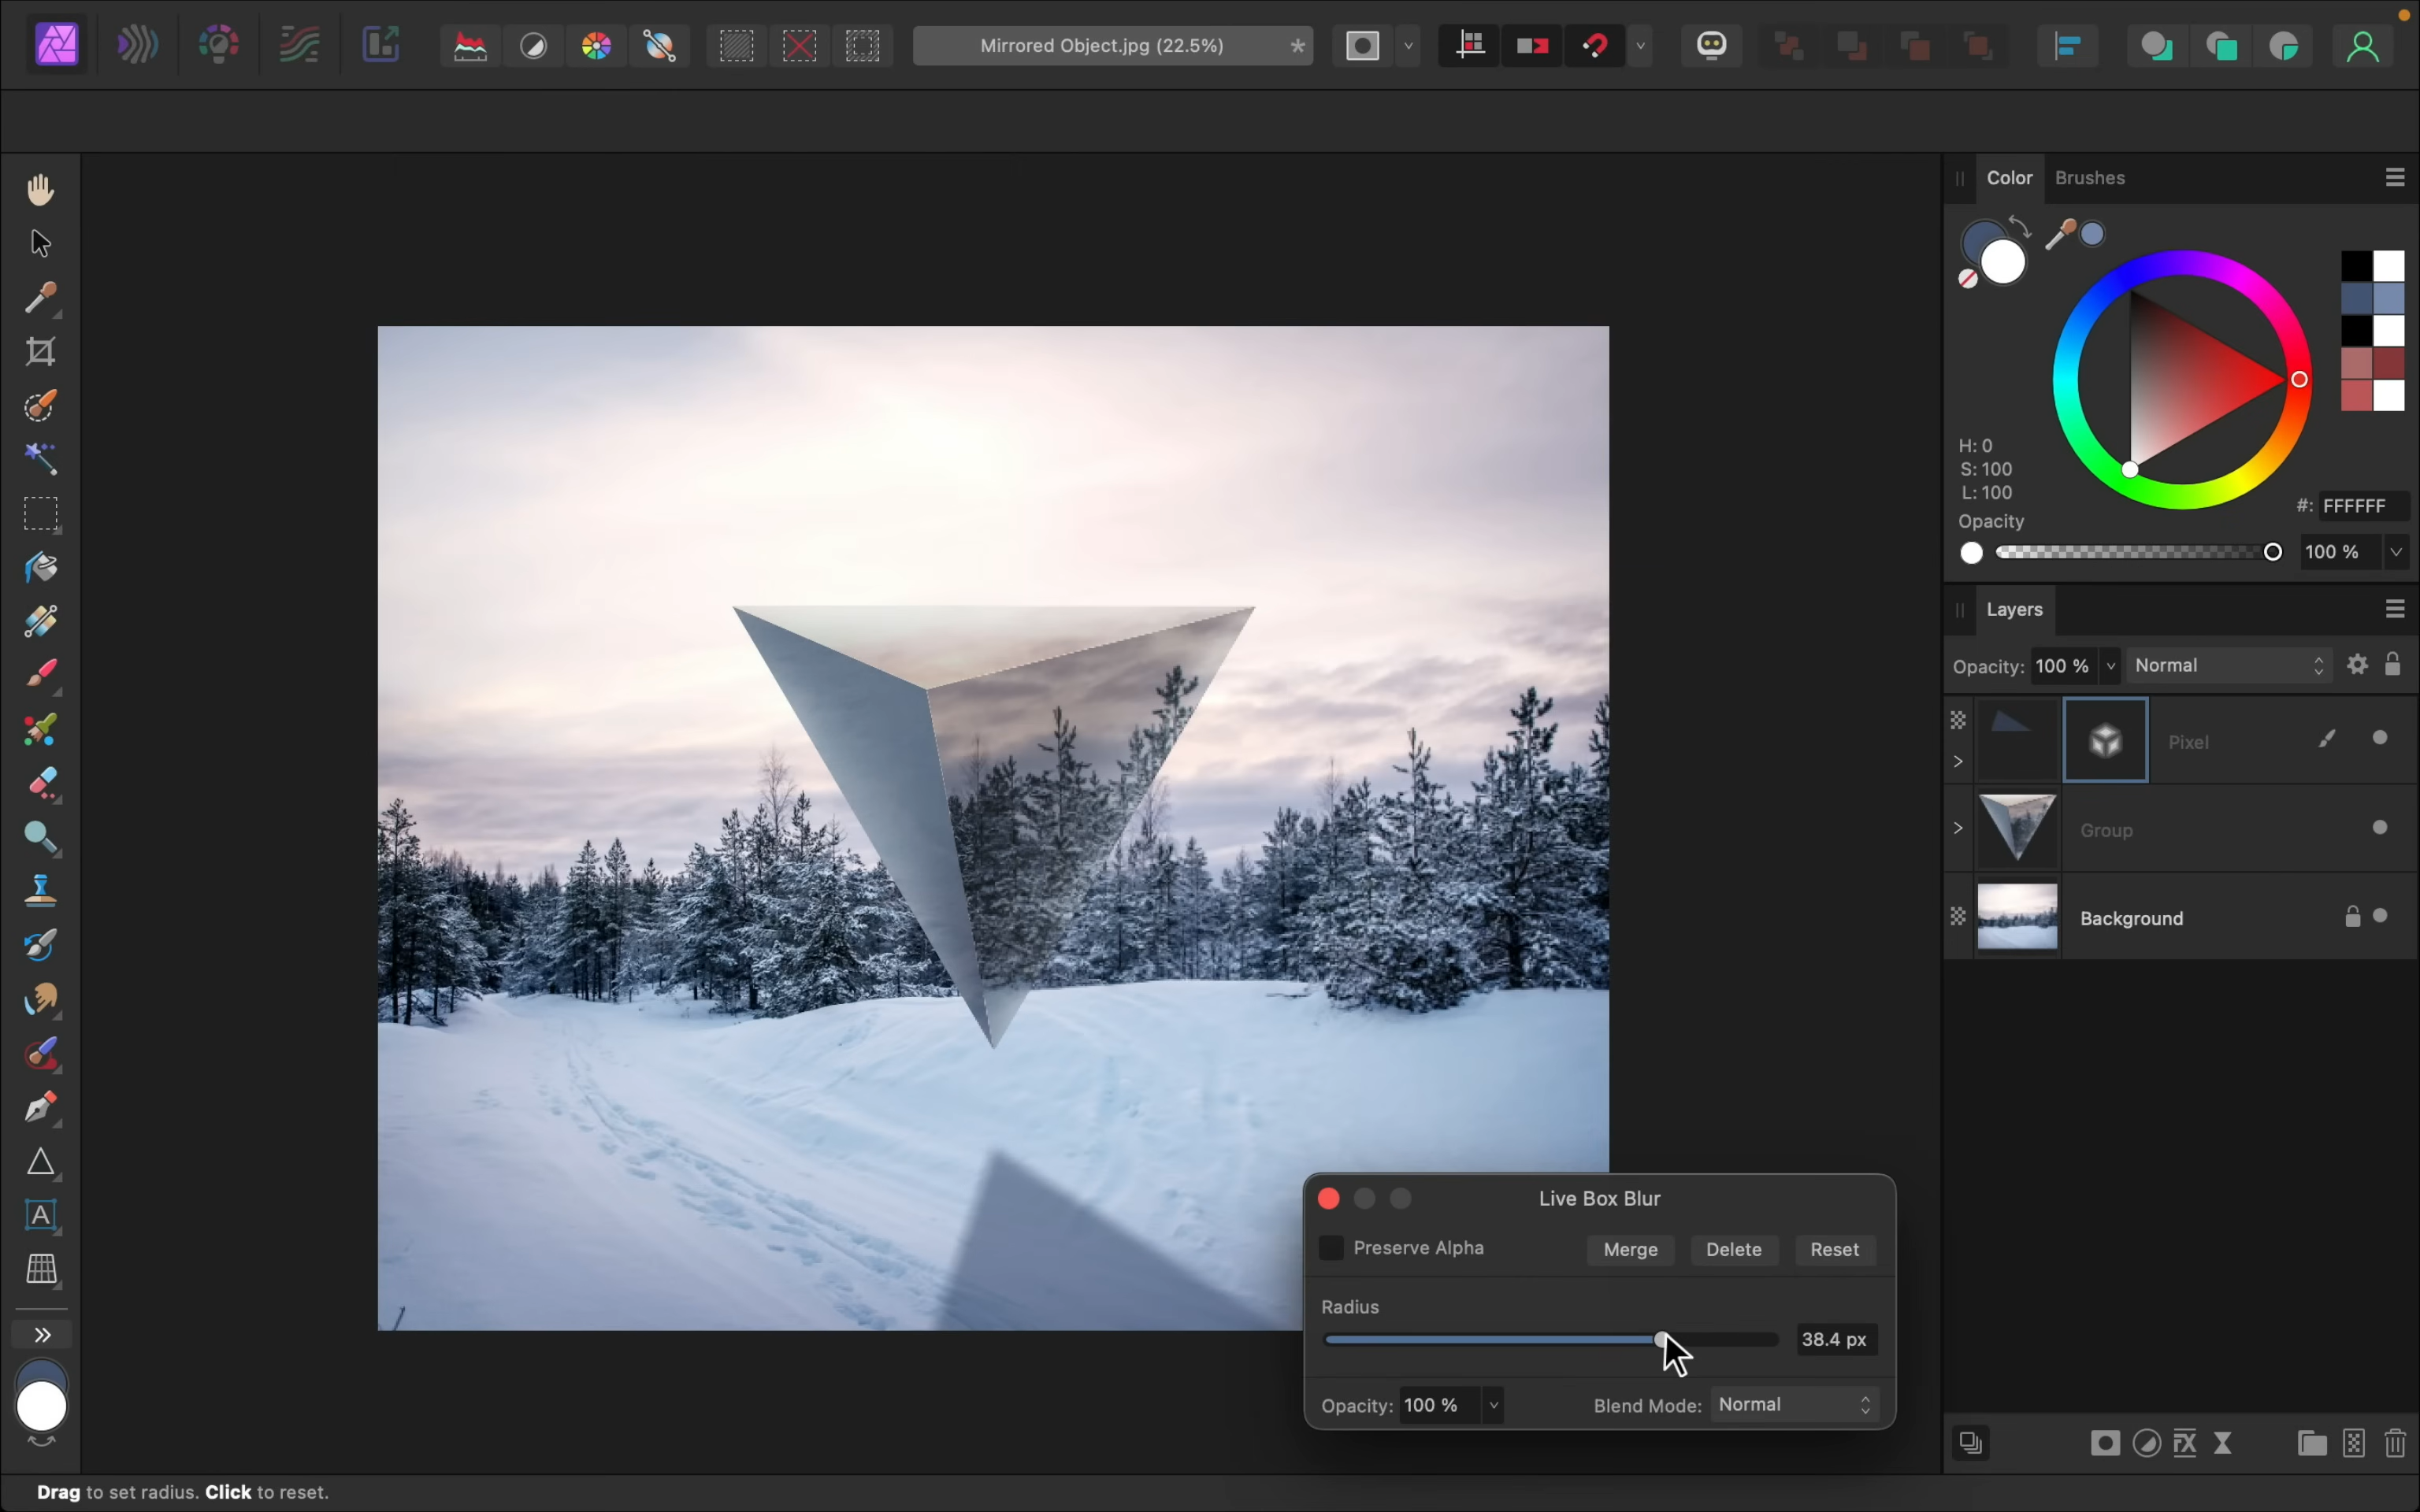 Mirrored Object.jpg (22.5%) *
Color Brushes
H: 0
S: 100
L: 100
#: FFFFFF
Opacity
100 %
Layers
Opacity: 100 % Normal
Pixel
Group
Background
Live Box Blur
Preserve Alpha Merge Delete Reset
Radius
38.4 px
Opacity: 100 % Blend Mode: Normal
FX
A
Drag to set radius. Click to reset.